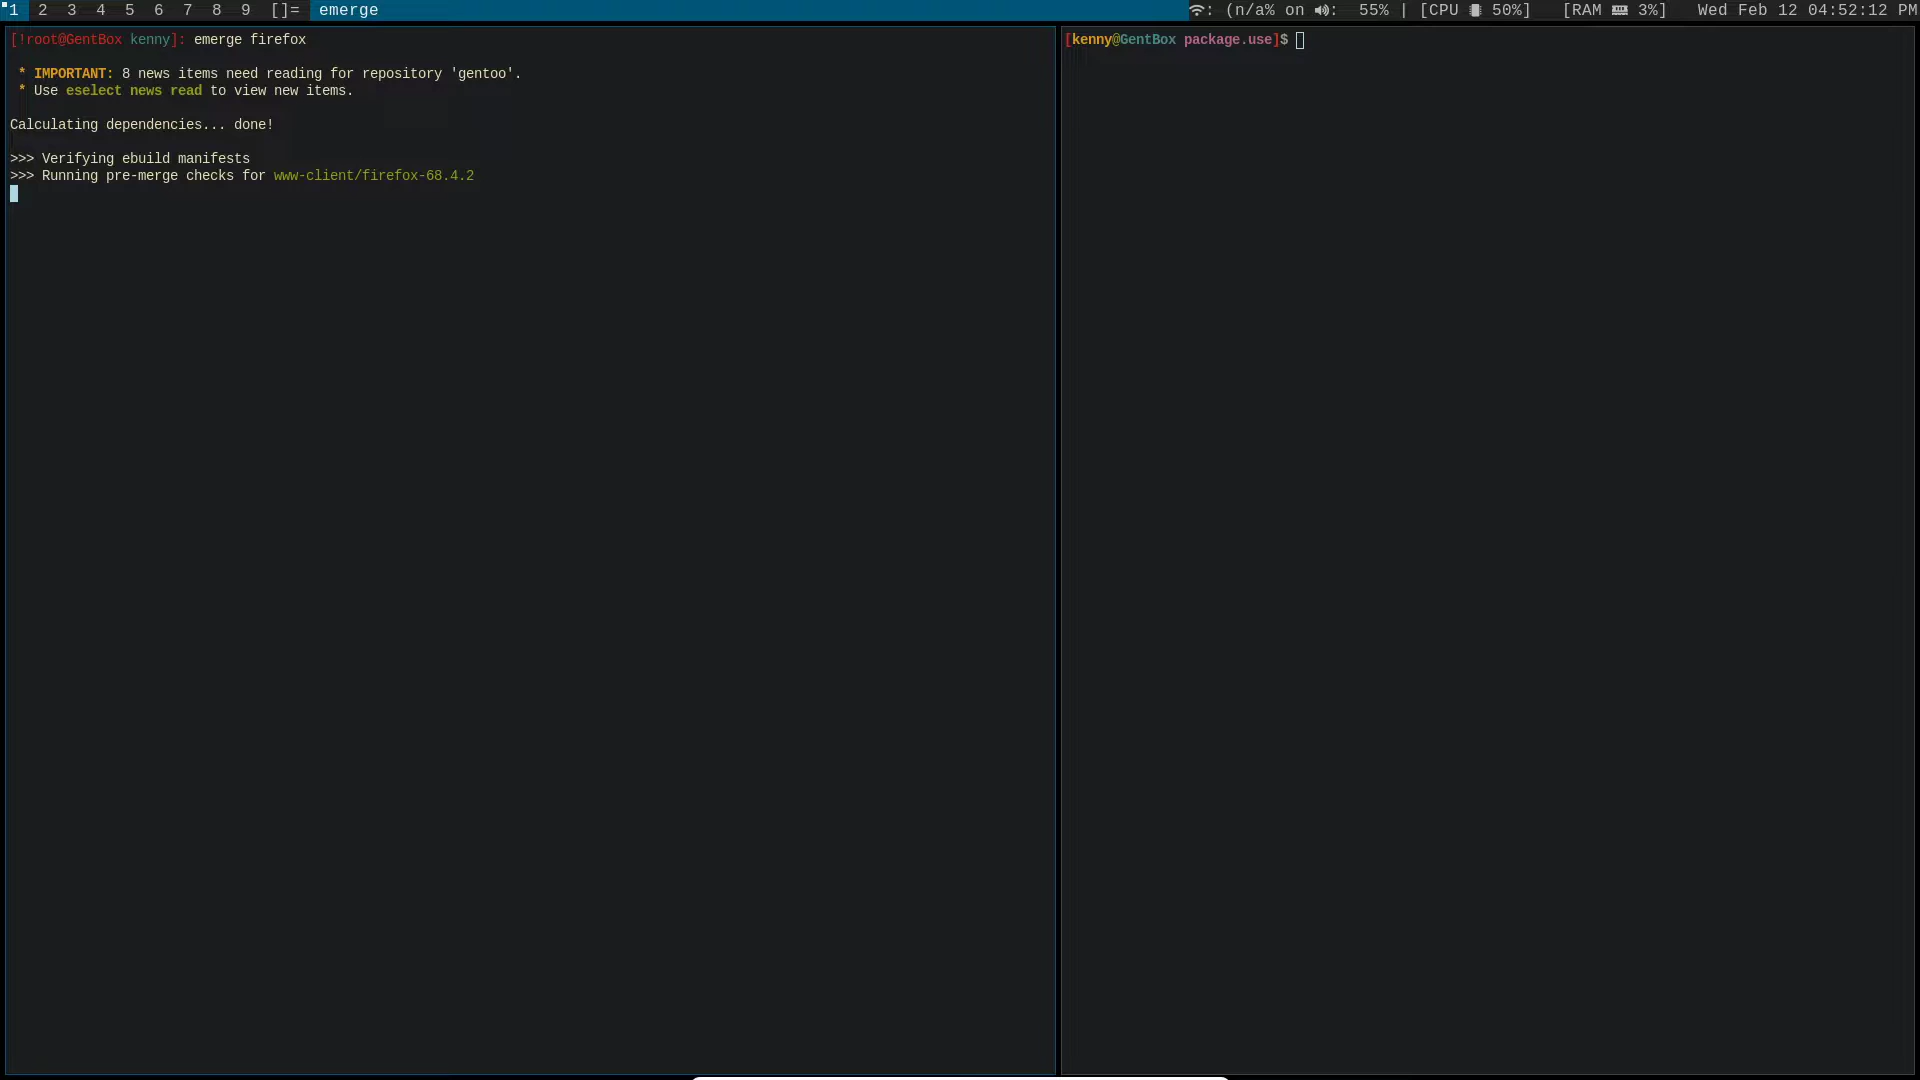 1 2 3 4 5 6 7 8 9 []= emerge : (n/a% on : 55% | [CPU 50%] [RAM 3%] Wed Feb 12 04:52:12 PM
[!root@GentBox kenny]: emerge firefox
* IMPORTANT: 8 news items need reading for repository 'gentoo'.
* Use eselect news read to view new items.
Calculating dependencies... done!
>>> Verifying ebuild manifests
>>> Running pre-merge checks for www-client/firefox-68.4.2
[kenny@GentBox package.use]$